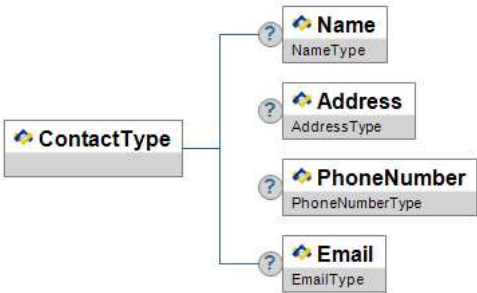 ? Name
NameType
? Address
AddressType
ContactType
? PhoneNumber
PhoneNumberType
? Email
EmailType